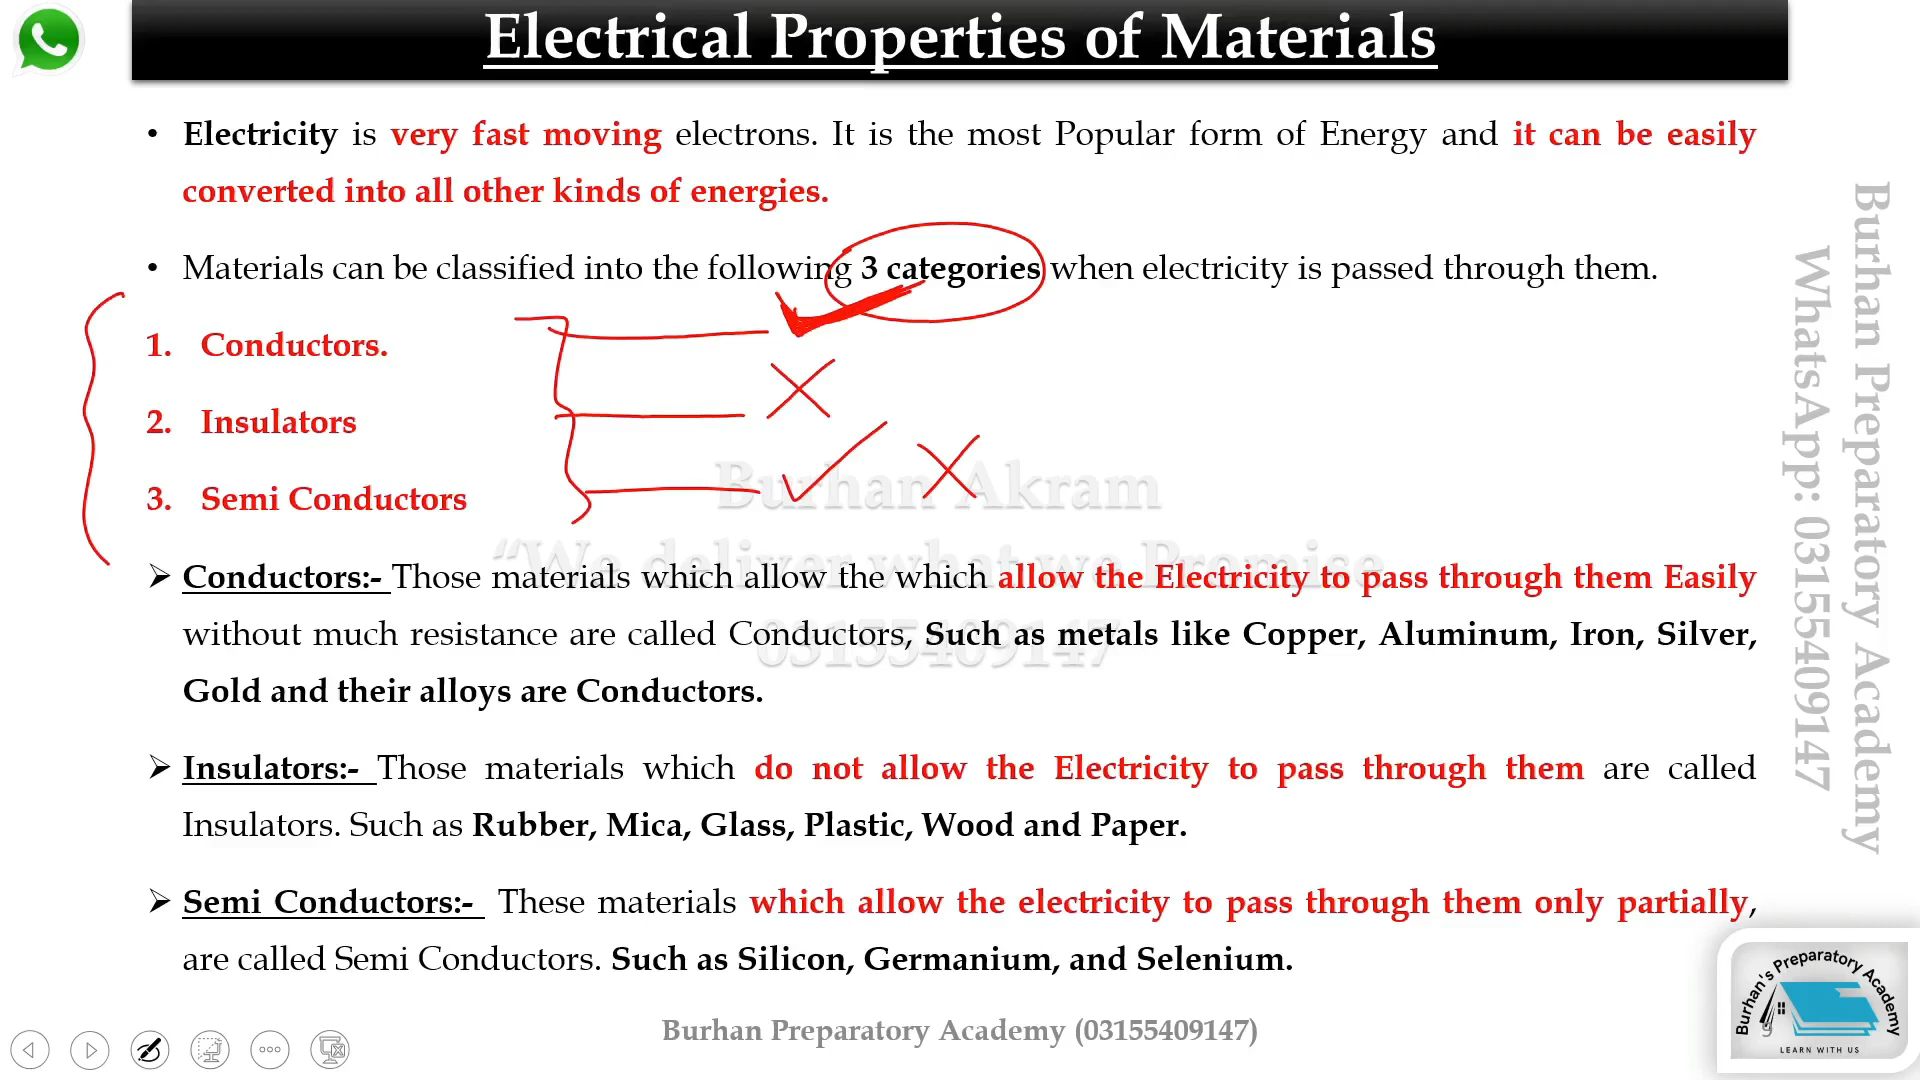 Electrical Properties of Materials
• Electricity is very fast moving electrons. It is the most Popular form of Energy and it can be easily
converted into all other kinds of energies.
• Materials can be classified into the following 3 categories when electricity is passed through them.
1. Conductors.
2. Insulators
3. Semi Conductors
Burhan Akram
“We deliver what we Promise
03155409147
➢ Conductors:- Those materials which allow the which allow the Electricity to pass through them Easily
without much resistance are called Conductors, Such as metals like Copper, Aluminum, Iron, Silver,
Gold and their alloys are Conductors.
➢ Insulators:- Those materials which do not allow the Electricity to pass through them are called
Insulators. Such as Rubber, Mica, Glass, Plastic, Wood and Paper.
➢ Semi Conductors:- These materials which allow the electricity to pass through them only partially,
are called Semi Conductors. Such as Silicon, Germanium, and Selenium.
Burhan Preparatory Academy (03155409147)
Burhan Preparatory Academy
WhatsApp: 03155409147
Burhan's Preparatory Academy
9
LEARN WITH US